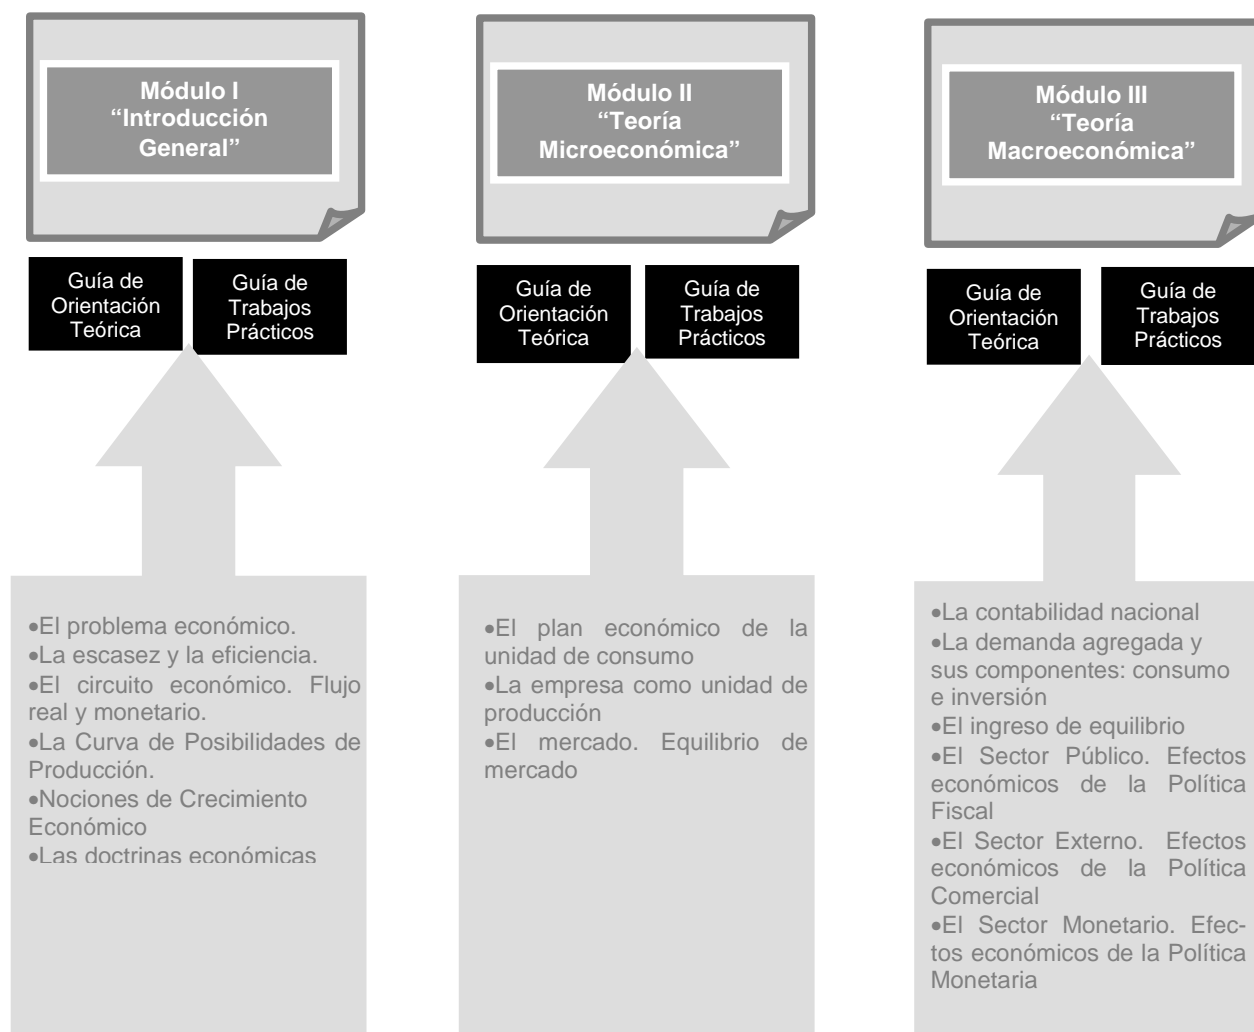 Módulo I
“Introducción
General”
Guía de
Orientación
Teórica
Guía de
Trabajos
Prácticos
•El problema económico.
•La escasez y la eficiencia.
•El circuito económico. Flujo
real y monetario.
•La Curva de Posibilidades de
Producción.
•Nociones de Crecimiento
Económico
•Las doctrinas económicas
Módulo II
“Teoría
Microeconómica”
Guía de
Orientación
Teórica
Guía de
Trabajos
Prácticos
•El plan económico de la
unidad de consumo
•La empresa como unidad de
producción
•El mercado. Equilibrio de
mercado
Módulo III
“Teoría
Macroeconómica”
Guía de
Orientación
Teórica
Guía de
Trabajos
Prácticos
•La contabilidad nacional
•La demanda agregada y
sus componentes: consumo
e inversión
•El ingreso de equilibrio
•El Sector Público. Efectos
económicos de la Política
Fiscal
•El Sector Externo. Efectos
económicos de la Política
Comercial
•El Sector Monetario. Efec-
tos económicos de la Política
Monetaria